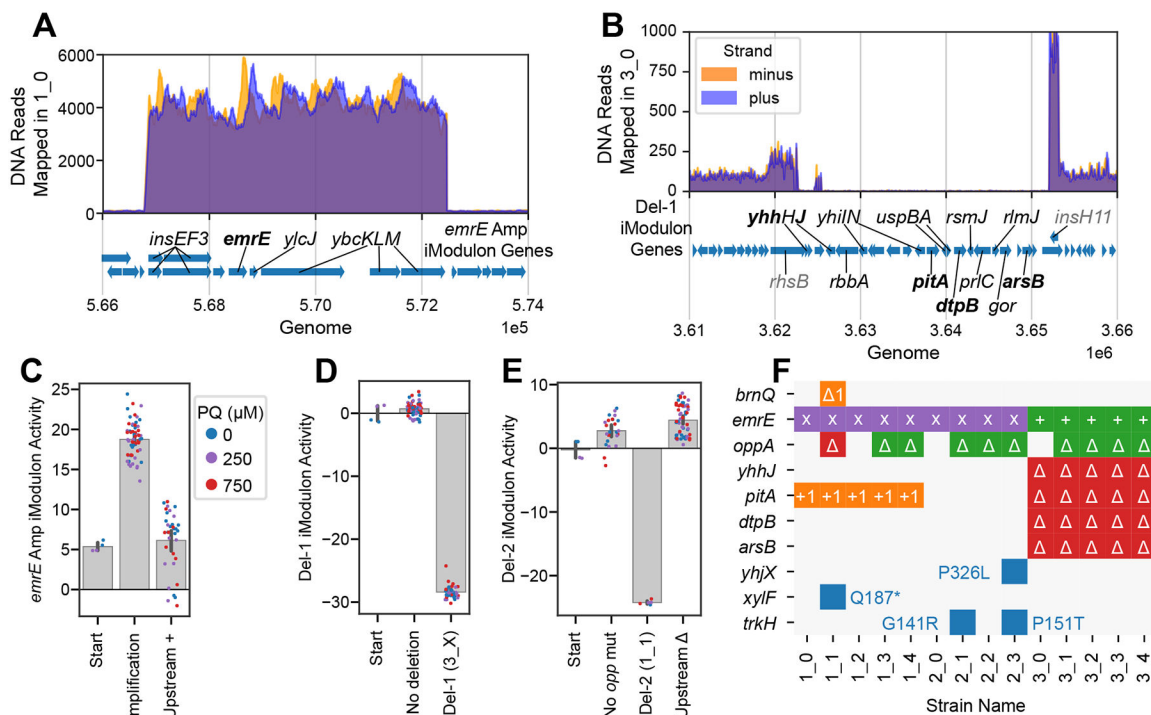 A
DNA Reads
Mapped in 1_0
6000
4000
2000
0
insEF3
emrE
ylcJ
ybcKLM
emrE Amp
iModulon Genes
5.66
5.68
5.70
5.72
5.74
Genome
1e5
B
DNA Reads
Mapped in 3_0
1000
750
500
250
0
Strand
minus
plus
Del-1
iModulon
Genes
yhhHJ
yhiIN
uspBA
rsmJ
rlmJ
insH11
rhsB
rbbA
pitA
dtpB
prlC
gor
arsB
3.61
3.62
3.63
3.64
3.65
3.66
Genome
1e6
C
emrE Amp iModulon Activity
25
20
15
10
5
0
Start
mplification
Upstream +
PQ (μM)
0
250
750
D
Del-1 iModulon Activity
0
−10
−20
−30
Start
No deletion
Del-1 (3_X)
E
Del-2 iModulon Activity
10
0
−10
−20
Start
No opp mut
Del-2 (1_1)
Upstream Δ
F
brnQ Δ1
emrE x x x x x x x x x + + + + +
oppA Δ Δ Δ Δ Δ Δ Δ Δ Δ Δ
yhhJ Δ Δ Δ Δ Δ
pitA +1 +1 +1 +1 +1 Δ Δ Δ Δ Δ
dtpB Δ Δ Δ Δ Δ
arsB Δ Δ Δ Δ Δ
yhjX P326L
xylF Q187*
trkH G141R P151T
1_0 1_1 1_2 1_3 1_4 2_0 2_1 2_2 2_3 3_0 3_1 3_2 3_3 3_4
Strain Name